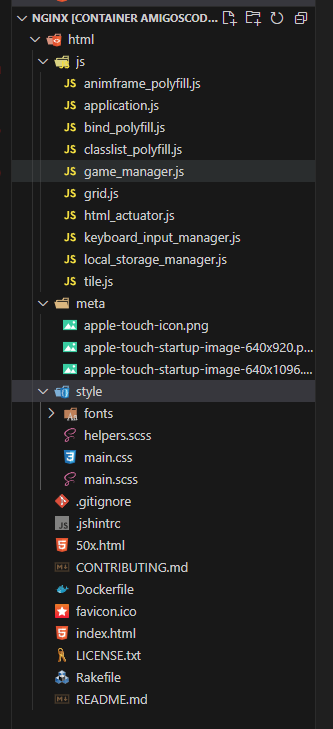 NGINX [CONTAINER AMIGOSCOD...
html
js
JS animframe_polyfill.js
JS application.js
JS bind_polyfill.js
JS classlist_polyfill.js
JS game_manager.js
JS grid.js
JS html_actuator.js
JS keyboard_input_manager.js
JS local_storage_manager.js
JS tile.js
meta
apple-touch-icon.png
apple-touch-startup-image-640x920.p...
apple-touch-startup-image-640x1096....
style
fonts
helpers.scss
main.css
main.scss
.gitignore
JS .jshintrc
50x.html
CONTRIBUTING.md
Dockerfile
favicon.ico
index.html
LICENSE.txt
Rakefile
README.md